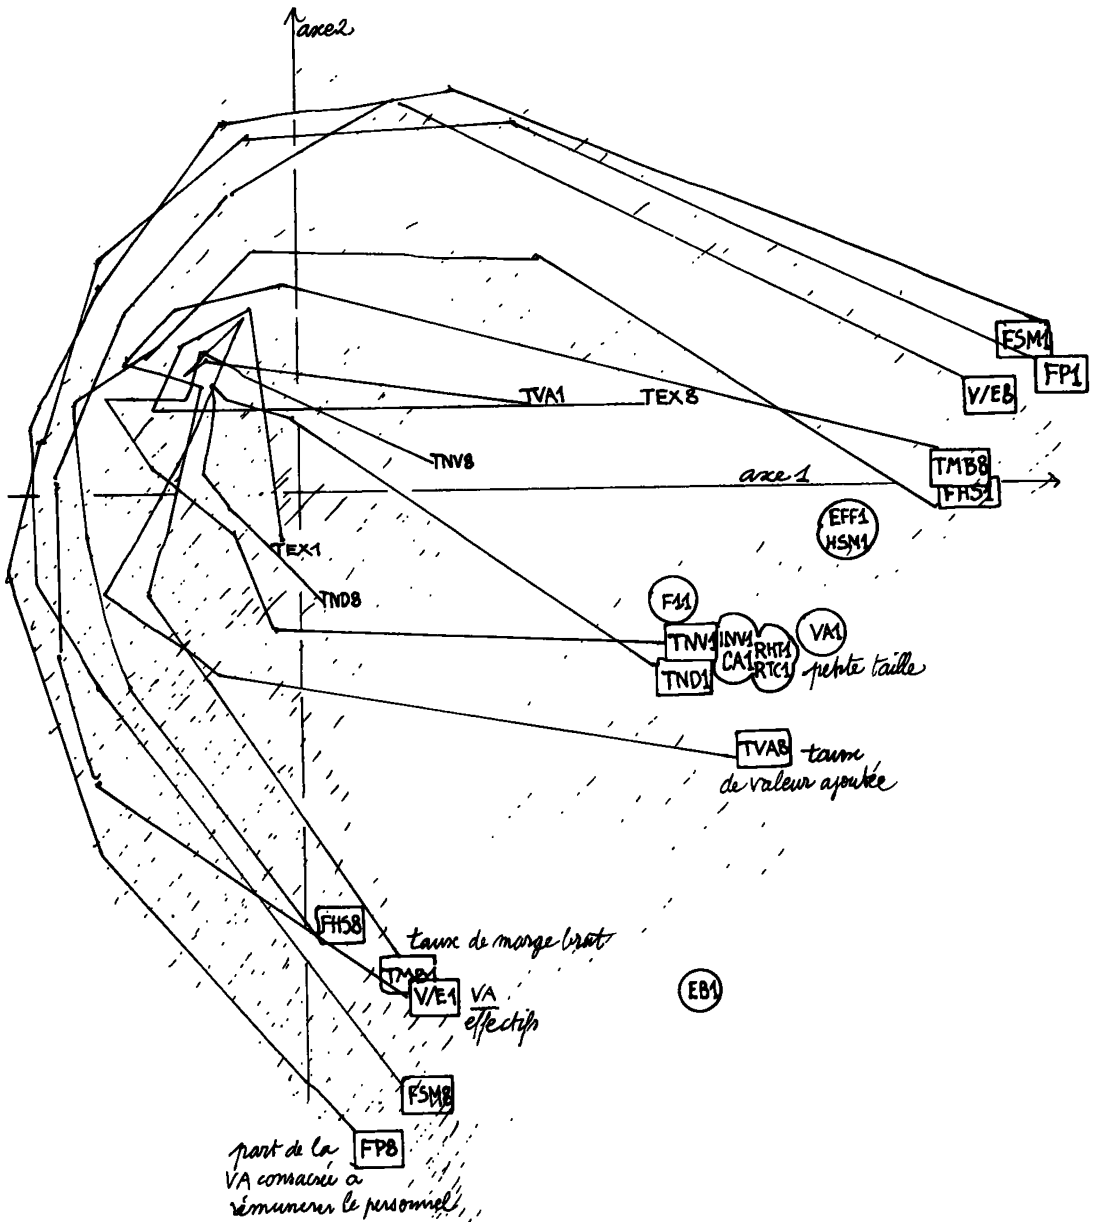 axe2
FSM1
FP1
V/E8
TVA1
TEX8
TNV8
TMB8
axe 1
FHS1
EFF1
HSM1
TEX1
TND8
F11
TNV1
INV1
CA1
RHT1
RTC1
VA1
petite taille
TND1
TVA8
taux
de valeur ajoutée
FHS8
taux de marge brut
TMB1
V/E1
VA
effectifs
EB1
FSM8
FP8
part de la
VA consacrée à
rémunérer le personnel